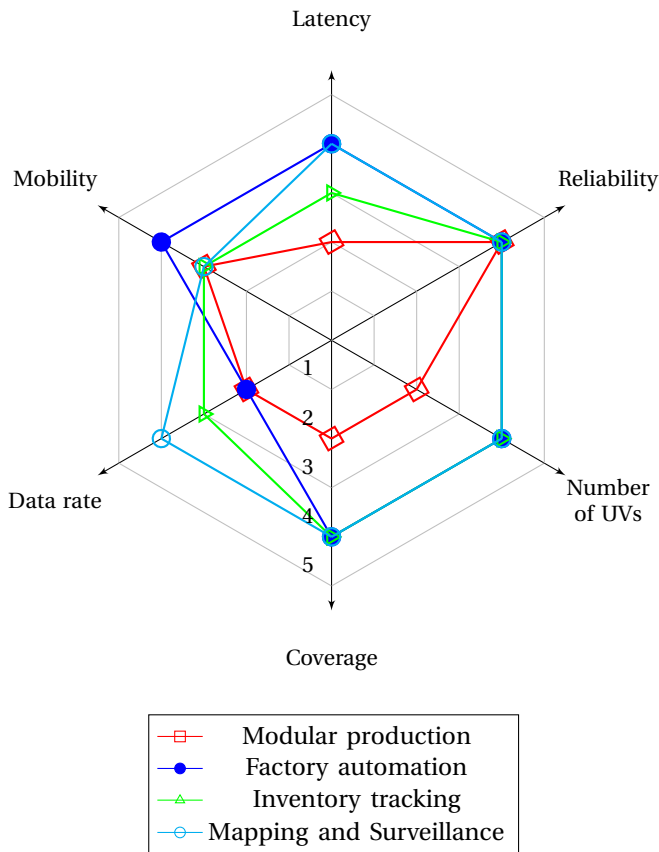 Latency
Mobility
Reliability
1
2
3
4
5
Data rate
Number
of UVs
Coverage
Modular production
Factory automation
Inventory tracking
Mapping and Surveillance